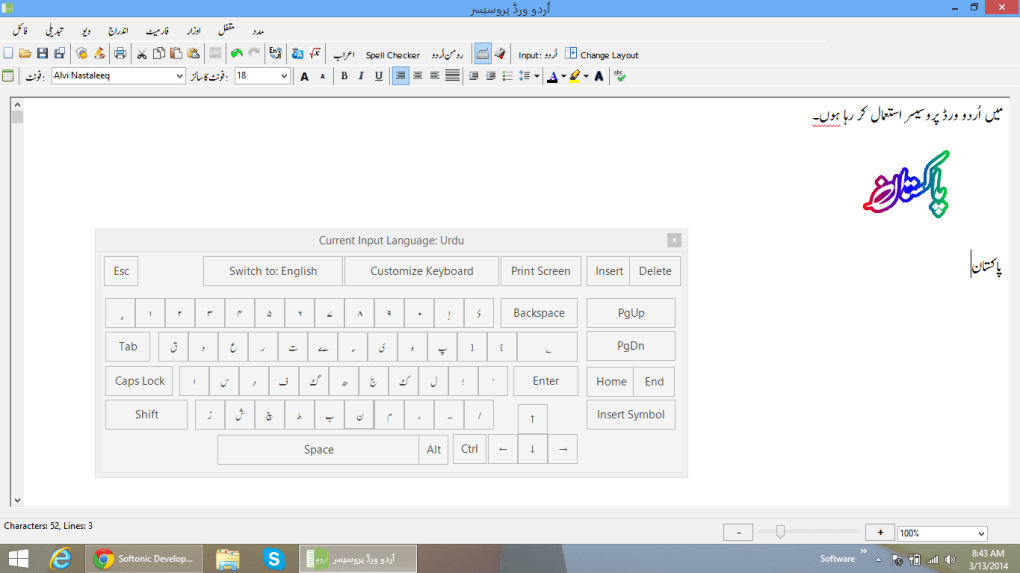 اُردو ورڈ پروسیسر
فائل تبدیلی ویو اندراج فارمیٹ اوزار مقفل مدد
اعراب Spell Checker رومن اُردو Input: اُردو Change Layout
فونٹ: Alvi Nastaleeq فونٹ کا سائز: 18 A A B I U A A
میں اُردو ورڈ پروسیسر استعمال کر رہا ہوں۔
پاکستان
پاکستان
Current Input Language: Urdu x
Esc Switch to: English Customize Keyboard Print Screen Insert Delete
۱ ۲ ۳ ۴ ۵ ۶ ۷ ۸ ۹ ۰ إ ؤ Backspace PgUp
Tab ق و ع ر ت ے ء ی ہ پ ] [ PgDn
Caps Lock ا س د ف گ ھ ج ک ل ؛ ' Enter Home End
Shift ز ش چ ط ب ن م ، ۔ / ↑ Insert Symbol
Space Alt Ctrl ← ↓ →
Characters: 52, Lines: 3 - + 100%
Softonic Develop... اُردو ورڈ پروسیسر Software » 8:43 AM
3/13/2014